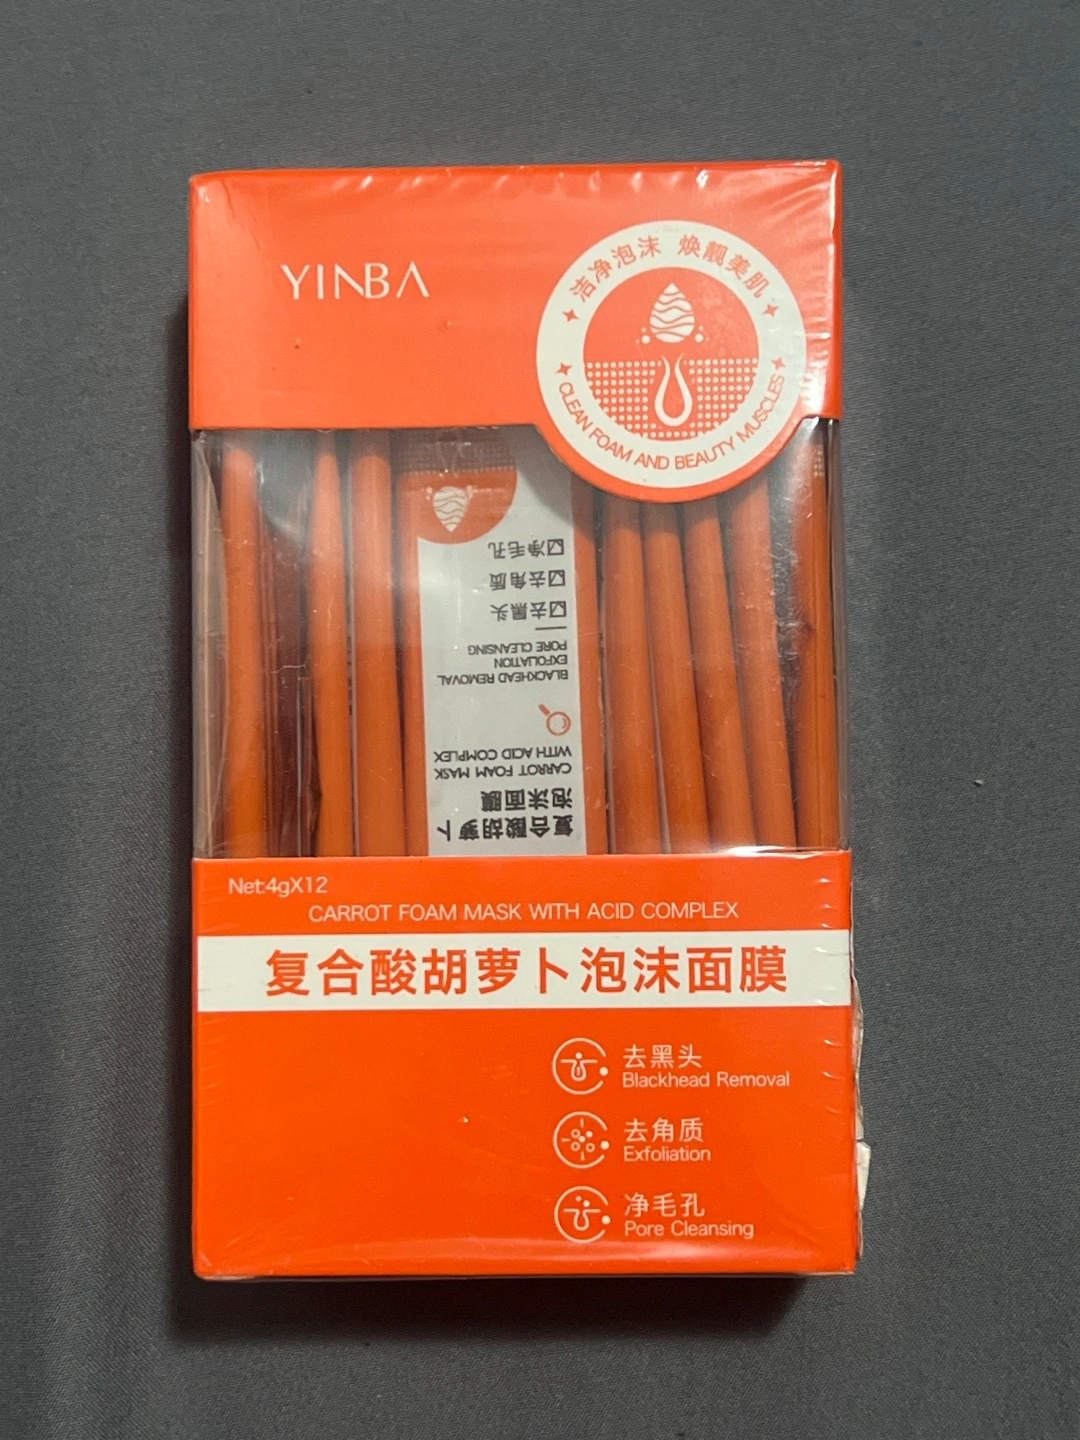 YINBA
洁净泡沫 焕靓美肌
CLEAN FOAM AND BEAUTY MUSCLES
复合酸胡萝卜
泡沫面膜
CARROT FOAM MASK
WITH ACID COMPLEX
BLACKHEAD REMOVAL
EXFOLIATION
PORE CLEANSING
去黑头
去角质
净毛孔
Net:4gX12
CARROT FOAM MASK WITH ACID COMPLEX
复合酸胡萝卜泡沫面膜
去黑头
Blackhead Removal
去角质
Exfoliation
净毛孔
Pore Cleansing